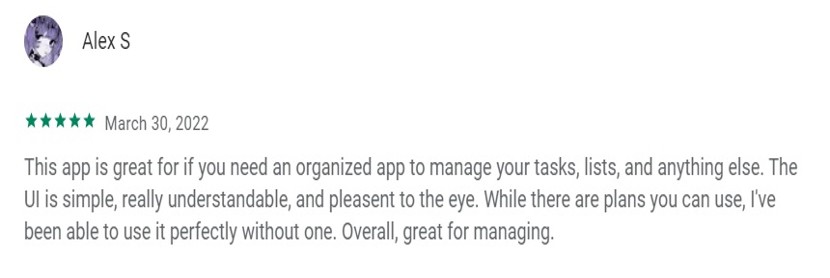 Alex S
March 30, 2022
This app is great for if you need an organized app to manage your tasks, lists, and anything else. The
UI is simple, really understandable, and pleasent to the eye. While there are plans you can use, I've
been able to use it perfectly without one. Overall, great for managing.